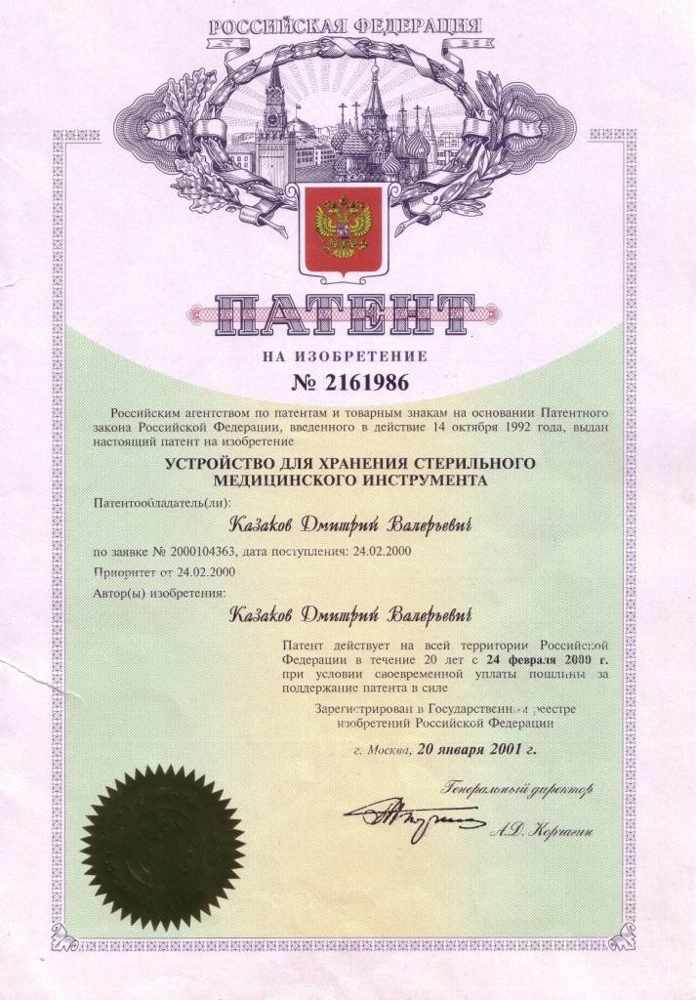 РОССИЙСКАЯ ФЕДЕРАЦИЯ
ПАТЕНТ
НА ИЗОБРЕТЕНИЕ
№ 2161986
Российским агентством по патентам и товарным знакам на основании Патентного
закона Российской Федерации, введенного в действие 14 октября 1992 года, выдан
настоящий патент на изобретение
УСТРОЙСТВО ДЛЯ ХРАНЕНИЯ СТЕРИЛЬНОГО
МЕДИЦИНСКОГО ИНСТРУМЕНТА
Патентообладатель(ли):
Казаков Дмитрий Валерьевич
по заявке № 2000104363, дата поступления: 24.02.2000
Приоритет от 24.02.2000
Автор(ы) изобретения:
Казаков Дмитрий Валерьевич
Патент действует на всей территории Российской
Федерации в течение 20 лет с 24 февраля 2000 г.
при условии своевременной уплаты пошлины за
поддержание патента в силе
Зарегистрирован в Государственном реестре
изобретений Российской Федерации
г. Москва, 20 января 2001 г.
Генеральный директор
А.Д. Корчагин